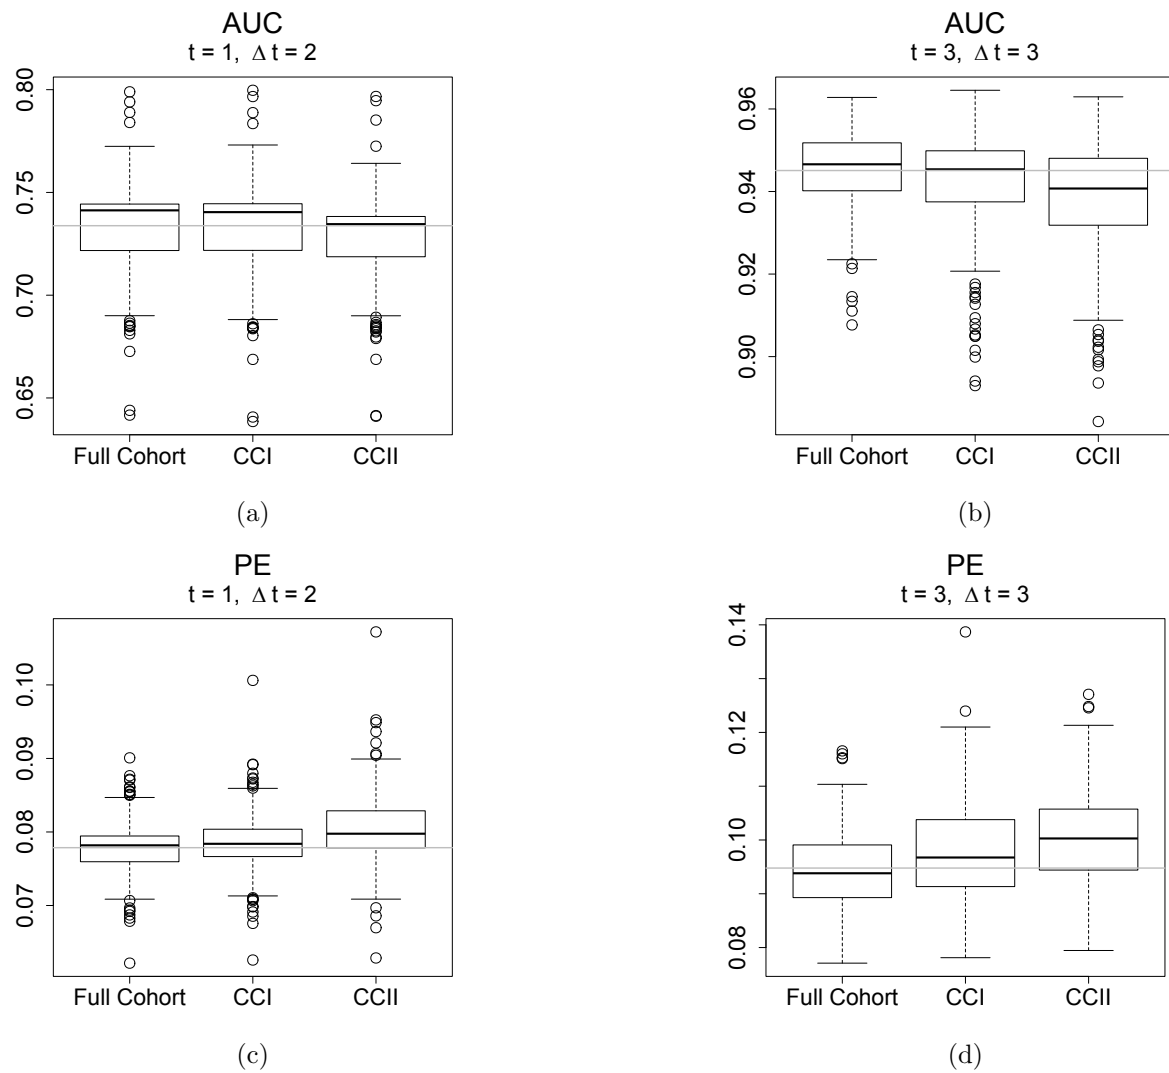 AUC
t = 1, Δ t = 2
0.80
0.75
0.70
0.65
Full Cohort CCI CCII
(a)
AUC
t = 3, Δ t = 3
0.96
0.94
0.92
0.90
Full Cohort CCI CCII
(b)
PE
t = 1, Δ t = 2
0.10
0.09
0.08
0.07
Full Cohort CCI CCII
(c)
PE
t = 3, Δ t = 3
0.14
0.12
0.10
0.08
Full Cohort CCI CCII
(d)